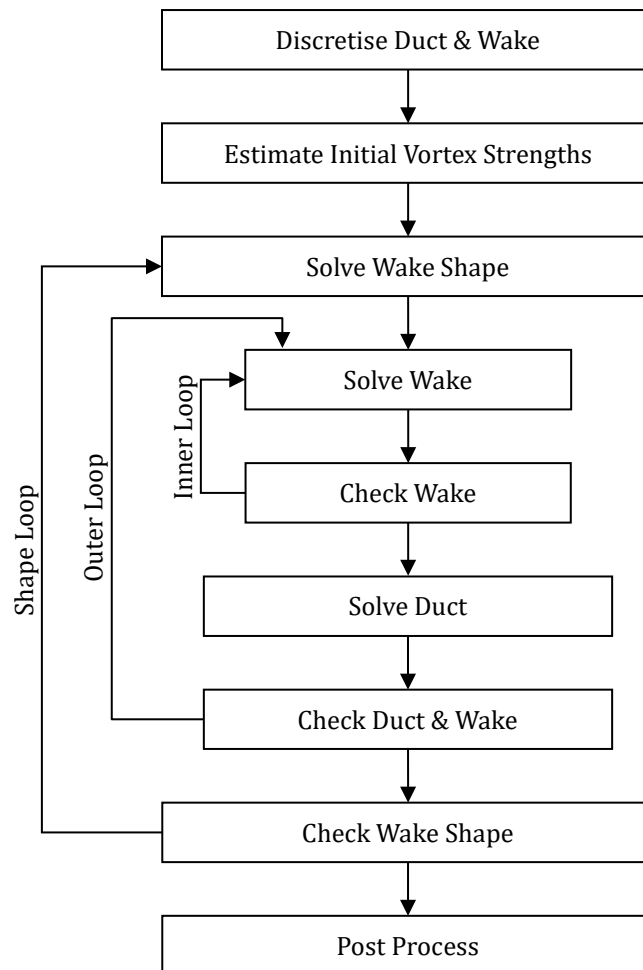 Discretise Duct & Wake
Estimate Initial Vortex Strengths
Solve Wake Shape
Solve Wake
Inner Loop
Check Wake
Outer Loop
Shape Loop
Solve Duct
Check Duct & Wake
Check Wake Shape
Post Process